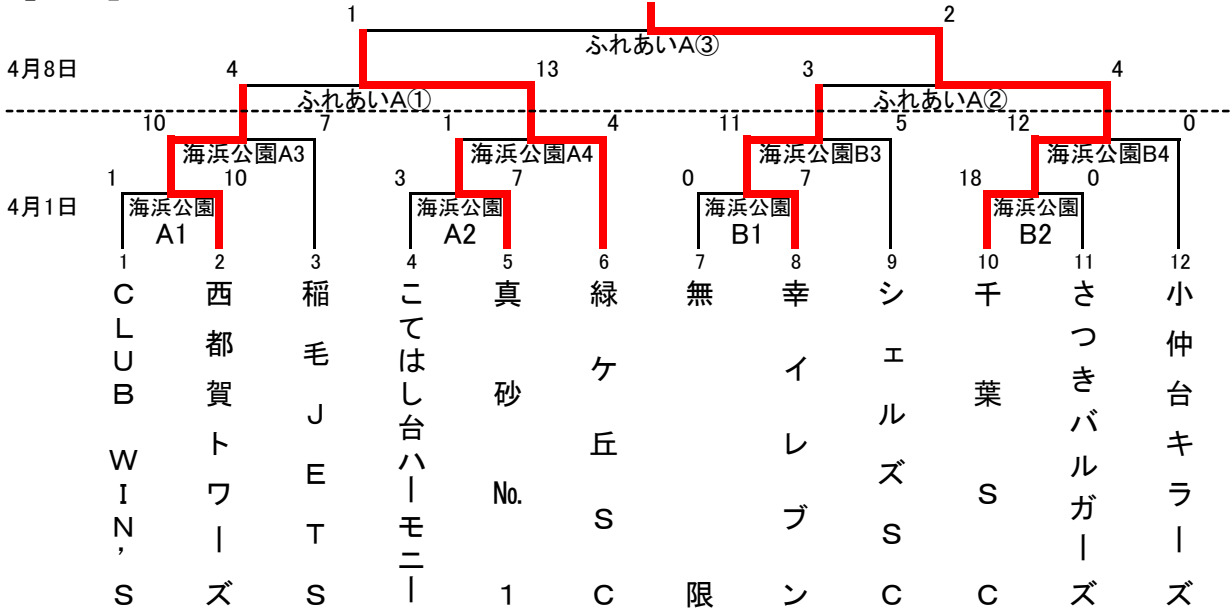 1 2
ふれあいA③
4月8日 4 13 3 4
ふれあいA① ふれあいA②
10 7 1 4 11 5 12 0
海浜公園A3 海浜公園A4 海浜公園B3 海浜公園B4
1 10 3 7 0 7 18 0
4月1日 海浜公園 海浜公園 海浜公園 海浜公園
A1 A2 B1 B2
1 2 3 4 5 6 7 8 9 10 11 12
CLUB WIN'S
西都賀トワーズ
稲毛JETS
こてはし台ハーモニー
真砂№1
緑ケ丘SC
無限
幸イレブン
シェルズSC
千葉SC
さつきバルガーズ
小仲台キラーズ